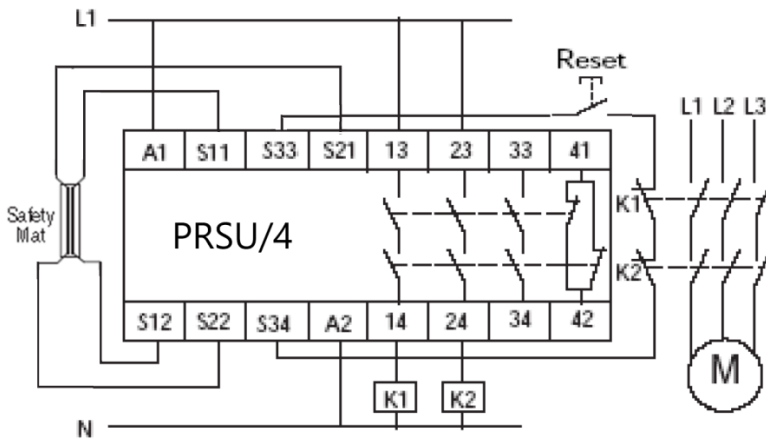 L1
Reset
L1 L2 L3
A1 S11 S33 S21 13 23 33 41
K1
Safety
Mat
PRSU/4
K2
S12 S22 S34 A2 14 24 34 42
M
K1 K2
N